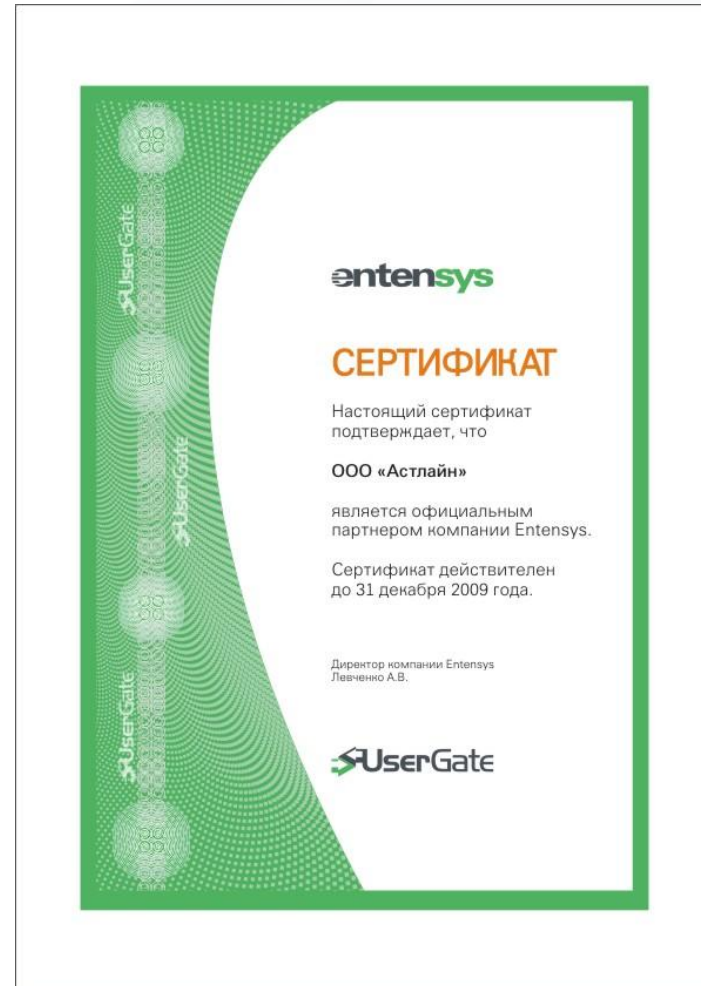 entensys
СЕРТИФИКАТ
Настоящий сертификат
подтверждает, что
ООО «Астлайн»
является официальным
партнером компании Entensys.
Сертификат действителен
до 31 декабря 2009 года.
Директор компании Entensys
Левченко А.В.
UserGate
UserGate
UserGate
UserGate